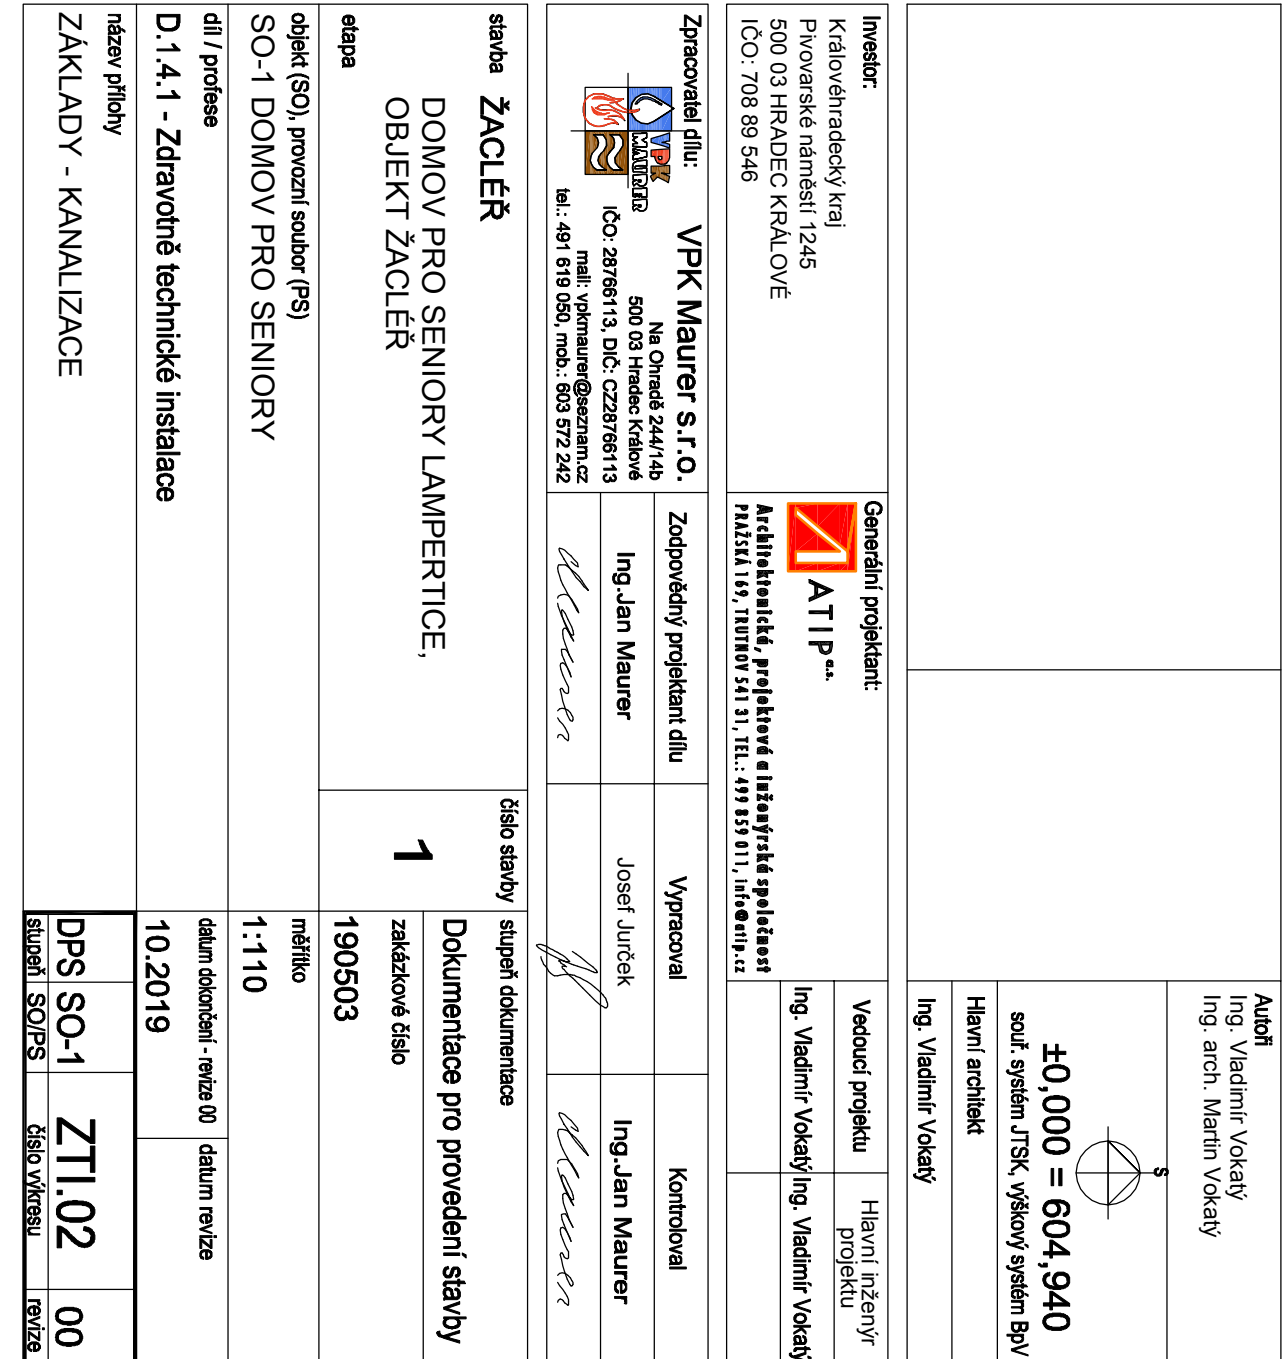 Autoři
Ing. Vladimír Vokatý
Ing. arch. Martin Vokatý
S
±0,000 = 604,940
souř. systém JTSK, výškový systém BpV
Hlavní architekt
Ing. Vladimír Vokatý
Investor:
Královéhradecký kraj
Pivovarské náměstí 1245
500 03 HRADEC KRÁLOVÉ
IČO: 708 89 546
Generální projektant:
ATIP a.s.
Architektonická, projektová a inženýrská společnost
PRAŽSKÁ 169, TRUTNOV 541 31, TEL.: 499 859 011, info@atip.cz
Vedoucí projektu
Ing. Vladimír Vokatý
Hlavní inženýr
projektu
Ing. Vladimír Vokatý
Zpracovatel dílu:
VPK
MAURER
VPK Maurer s.r.o.
Na Ohradě 244/14b
500 03 Hradec Králové
IČO: 28766113, DIČ: CZ28766113
mail: vpkmaurer@seznam.cz
tel.: 491 619 050, mob.: 603 572 242
Zodpovědný projektant dílu
Ing.Jan Maurer
Maurer
Vypracoval
Josef Jurček
Kontroloval
Ing.Jan Maurer
Maurer
stavba
ŽACLÉŘ
DOMOV PRO SENIORY LAMPERTICE,
OBJEKT ŽACLÉŘ
etapa
číslo stavby
1
stupeň dokumentace
Dokumentace pro provedení stavby
zakázkové číslo
190503
objekt (SO), provozní soubor (PS)
SO-1 DOMOV PRO SENIORY
měřítko
1:110
díl / profese
D.1.4.1 - Zdravotně technické instalace
datum dokončení - revize 00
10.2019
datum revize
název přílohy
ZÁKLADY - KANALIZACE
DPS
stupeň
SO-1
SO/PS
ZTI.02
číslo výkresu
00
revize